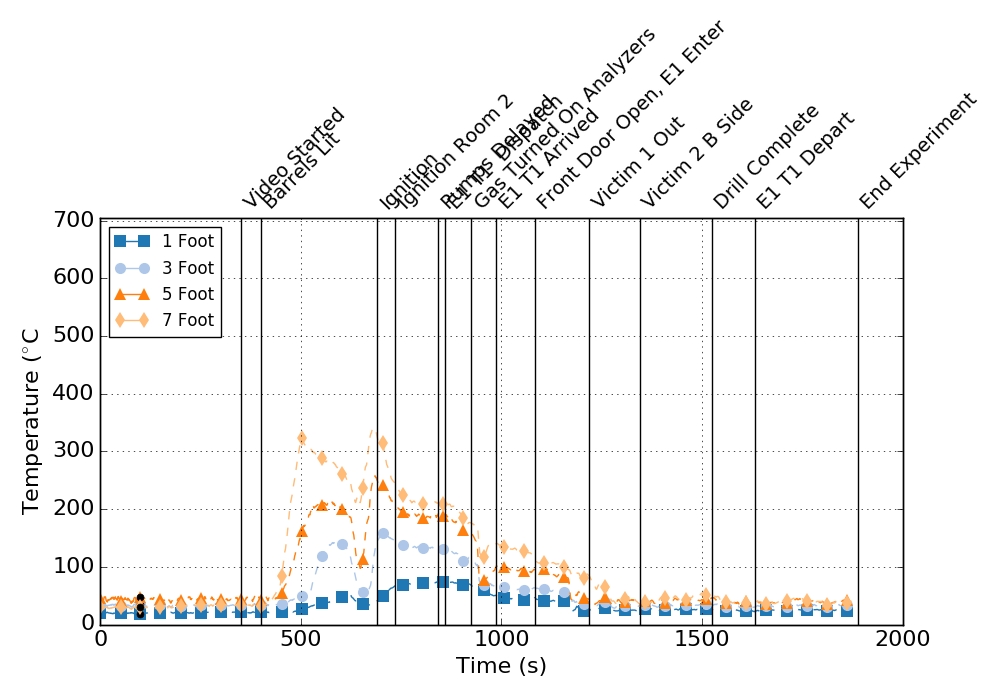 Video Started
Barrels Lit
Ignition
Ignition Room 2
Pumps Delayed
E1 T1 Dispatch
Gas Turned On Analyzers
E1 T1 Arrived
Front Door Open, E1 Enter
Victim 1 Out
Victim 2 B Side
Drill Complete
E1 T1 Depart
End Experiment
700
600
500
400
300
200
100
0
Temperature (°C
1 Foot
3 Foot
5 Foot
7 Foot
0 500 1000 1500 2000
Time (s)